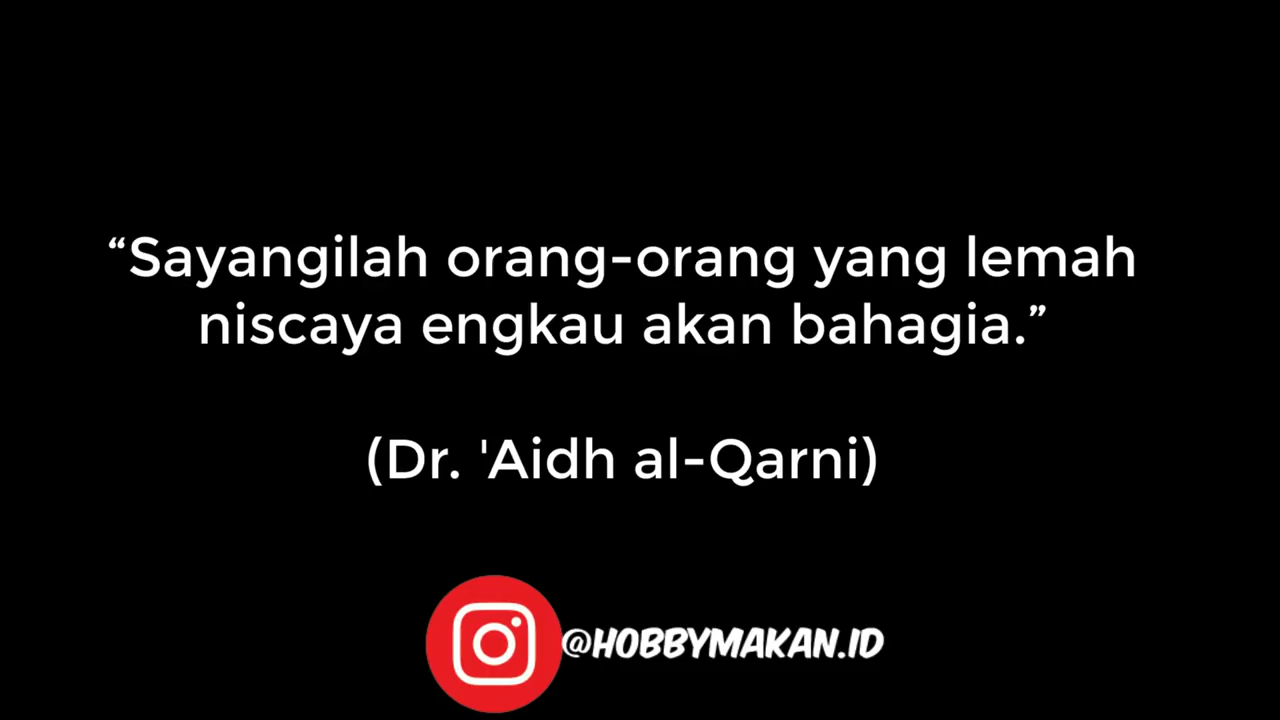 “Sayangilah orang-orang yang lemah
niscaya engkau akan bahagia.”
(Dr. 'Aidh al-Qarni)
@HOBBYMAKAN.ID